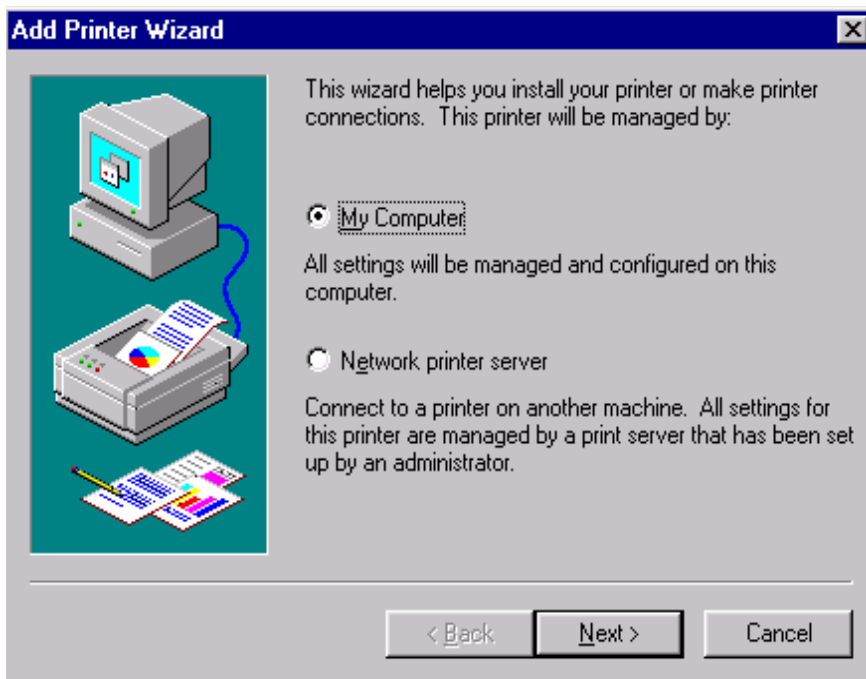 Add Printer Wizard
This wizard helps you install your printer or make printer
connections.  This printer will be managed by:
My Computer
All settings will be managed and configured on this
computer.
Network printer server
Connect to a printer on another machine.  All settings for
this printer are managed by a print server that has been set
up by an administrator.
< Back
Next >
Cancel